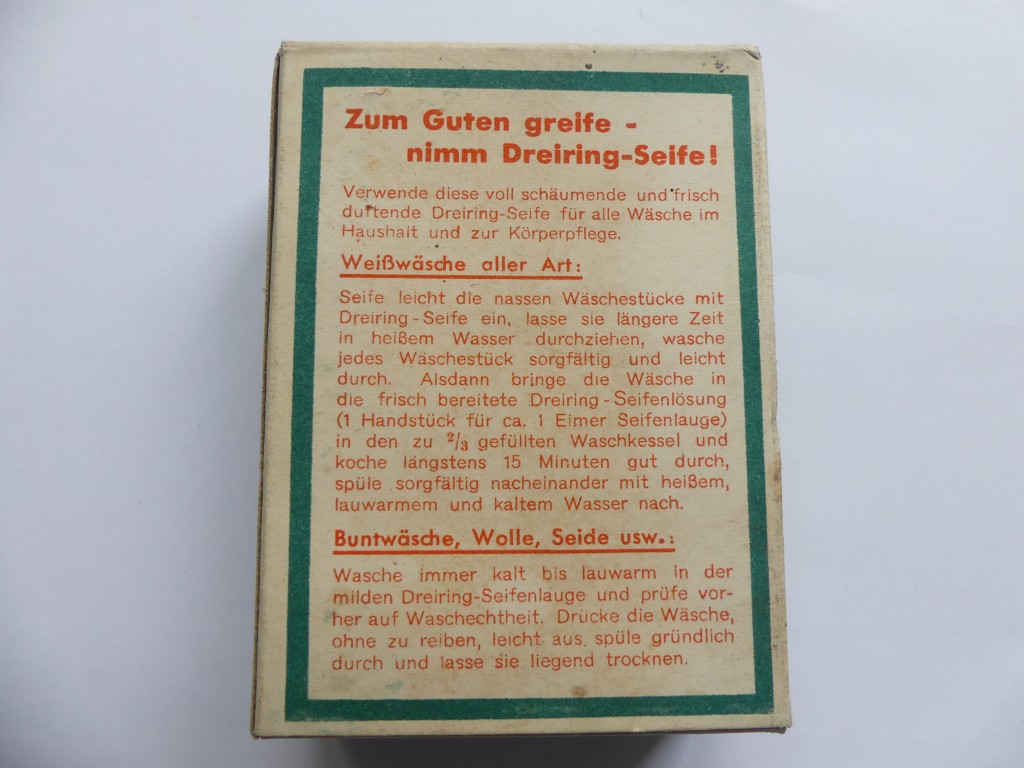 Zum Guten greife -
nimm Dreiring-Seife!
Verwende diese voll schäumende und frisch
duftende Dreiring-Seife für alle Wäsche im
Haushalt und zur Körperpflege.
Weißwäsche aller Art:
Seife leicht die nassen Wäschestücke mit
Dreiring-Seife ein, lasse sie längere Zeit
in heißem Wasser durchziehen, wasche
jedes Wäschestück sorgfältig und leicht
durch. Alsdann bringe die Wäsche in
die frisch bereitete Dreiring-Seifenlösung
(1 Handstück für ca. 1 Eimer Seifenlauge)
in den zu 2/3 gefüllten Waschkessel und
koche längstens 15 Minuten gut durch,
spüle sorgfältig nacheinander mit heißem,
lauwarmem und kaltem Wasser nach.
Buntwäsche, Wolle, Seide usw.:
Wasche immer kalt bis lauwarm in der
milden Dreiring-Seifenlauge und prüfe vor-
her auf Waschechtheit. Drücke die Wäsche,
ohne zu reiben, leicht aus, spüle gründlich
durch und lasse sie liegend trocknen.